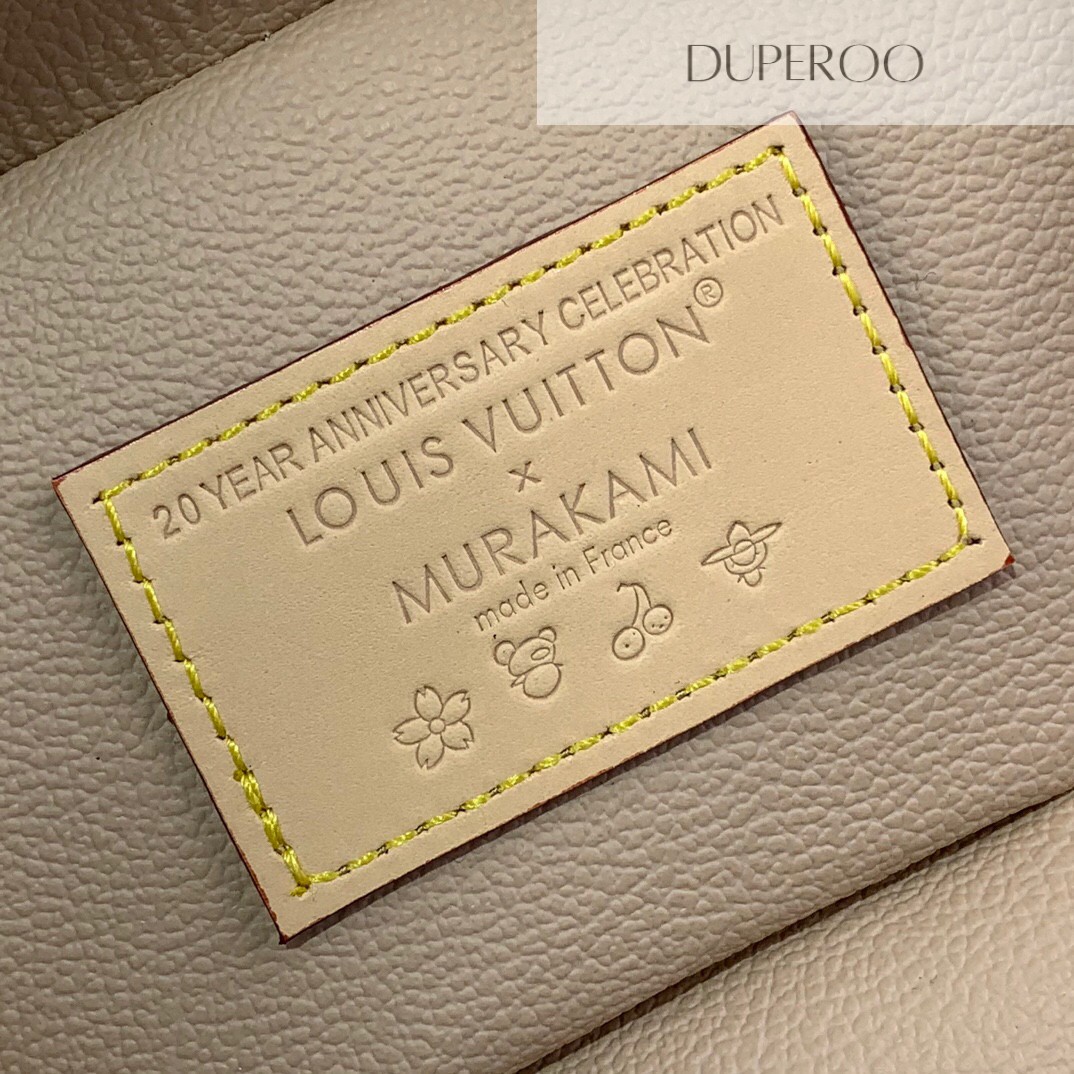 DUPEROO
20 YEAR ANNIVERSARY CELEBRATION
LOUIS VUITTON®
x
MURAKAMI
made in France